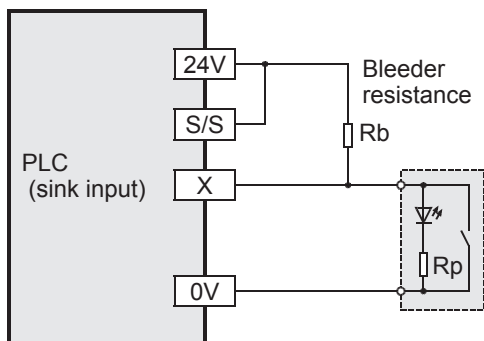 24V
Bleeder
resistance
S/S
Rb
PLC
(sink input)
X
Rp
0V